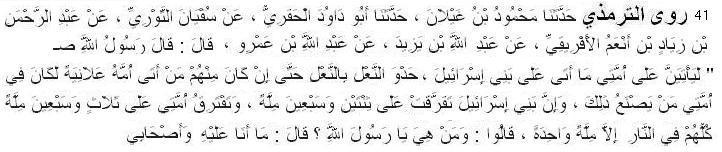 41 روى الترمذي حَدَّثَنَا مَحْمُودُ بْنُ غَيْلَانَ ، حَدَّثَنَا أَبُو دَاوُدَ الْحَفَرِيُّ ، عَنْ سُفْيَانَ الثَّوْرِيِّ ، عَنْ عَبْدِ الرَّحْمَنِ
بْنِ زِيَادِ بْنِ أَنْعُمَ الْأَفْرِيقِيِّ ، عَنْ عَبْدِ اللَّهِ بْنِ يَزِيدَ ، عَنْ عَبْدِ اللَّهِ بْنِ عَمْرٍو ، قَالَ : قَالَ رَسُولُ اللَّهِ صـ
" لَيَأْتِيَنَّ عَلَى أُمَّتِي مَا أَتَى عَلَى بَنِي إِسْرَائِيلَ ، حَذْوَ النَّعْلِ بِالنَّعْلِ حَتَّى إِنْ كَانَ مِنْهُمْ مَنْ أَتَى أُمَّهُ عَلَانِيَةً لَكَانَ فِي
أُمَّتِي مَنْ يَصْنَعُ ذَلِكَ ، وَإِنَّ بَنِي إِسْرَائِيلَ تَفَرَّقَتْ عَلَى ثِنْتَيْنِ وَسَبْعِينَ مِلَّةً ، وَتَفْتَرِقُ أُمَّتِي عَلَى ثَلَاثٍ وَسَبْعِينَ مِلَّةً
كُلُّهُمْ فِي النَّارِ إِلَّا مِلَّةً وَاحِدَةً ، قَالُوا : وَمَنْ هِيَ يَا رَسُولَ اللَّهِ ؟ قَالَ : مَا أَنَا عَلَيْهِ وَأَصْحَابِي